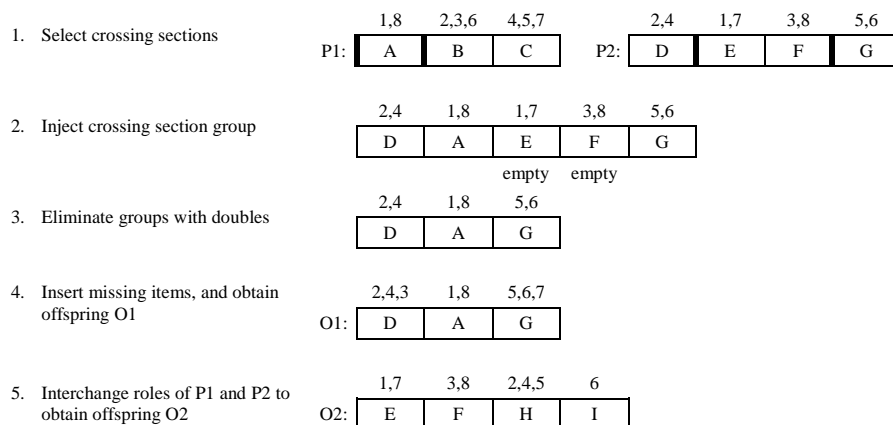 1,8 2,3,6 4,5,7 2,4 1,7 3,8 5,6
1. Select crossing sections P1: A B C P2: D E F G
2,4 1,8 1,7 3,8 5,6
2. Inject crossing section group D A E F G
empty empty
2,4 1,8 5,6
3. Eliminate groups with doubles D A G
4. Insert missing items, and obtain 2,4,3 1,8 5,6,7
offspring O1 O1: D A G
5. Interchange roles of P1 and P2 to 1,7 3,8 2,4,5 6
obtain offspring O2 O2: E F H I